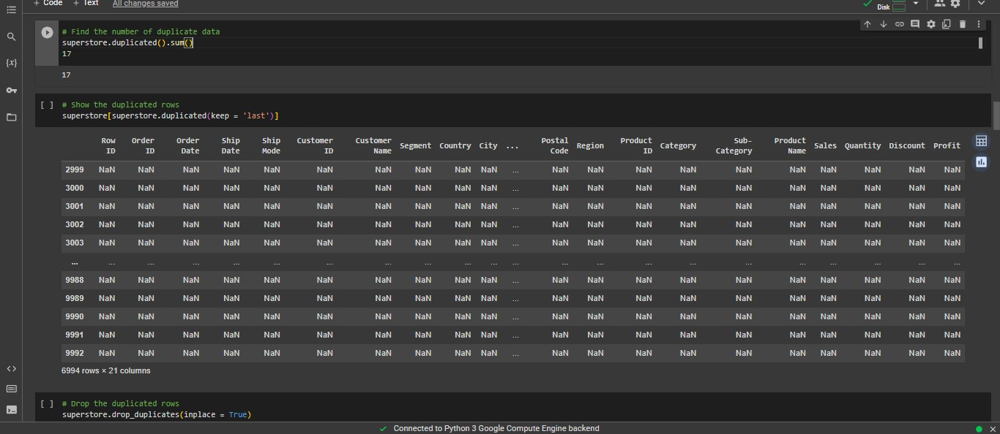 + Code + Text All changes saved
Disk
# Find the number of duplicate data
superstore.duplicated().sum()
17
17
{x}
[ ] # Show the duplicated rows
superstore[superstore.duplicated(keep = 'last')]
Row ID Order ID Order Date Ship Date Ship Mode Customer ID Customer Name Segment Country City ... Postal Code Region Product ID Category Sub-Category Product Name Sales Quantity Discount Profit
2999 NaN NaN NaN NaN NaN NaN NaN NaN NaN NaN ... NaN NaN NaN NaN NaN NaN NaN NaN NaN NaN
3000 NaN NaN NaN NaN NaN NaN NaN NaN NaN NaN ... NaN NaN NaN NaN NaN NaN NaN NaN NaN NaN
3001 NaN NaN NaN NaN NaN NaN NaN NaN NaN NaN ... NaN NaN NaN NaN NaN NaN NaN NaN NaN NaN
3002 NaN NaN NaN NaN NaN NaN NaN NaN NaN NaN ... NaN NaN NaN NaN NaN NaN NaN NaN NaN NaN
3003 NaN NaN NaN NaN NaN NaN NaN NaN NaN NaN ... NaN NaN NaN NaN NaN NaN NaN NaN NaN NaN
... ... ... ... ... ... ... ... ... ... ... ... ... ... ... ... ... ... ... ... ... ...
9988 NaN NaN NaN NaN NaN NaN NaN NaN NaN NaN ... NaN NaN NaN NaN NaN NaN NaN NaN NaN NaN
9989 NaN NaN NaN NaN NaN NaN NaN NaN NaN NaN ... NaN NaN NaN NaN NaN NaN NaN NaN NaN NaN
9990 NaN NaN NaN NaN NaN NaN NaN NaN NaN NaN ... NaN NaN NaN NaN NaN NaN NaN NaN NaN NaN
9991 NaN NaN NaN NaN NaN NaN NaN NaN NaN NaN ... NaN NaN NaN NaN NaN NaN NaN NaN NaN NaN
9992 NaN NaN NaN NaN NaN NaN NaN NaN NaN NaN ... NaN NaN NaN NaN NaN NaN NaN NaN NaN NaN
6994 rows × 21 columns
[ ] # Drop the duplicated rows
superstore.drop_duplicates(inplace = True)
Connected to Python 3 Google Compute Engine backend